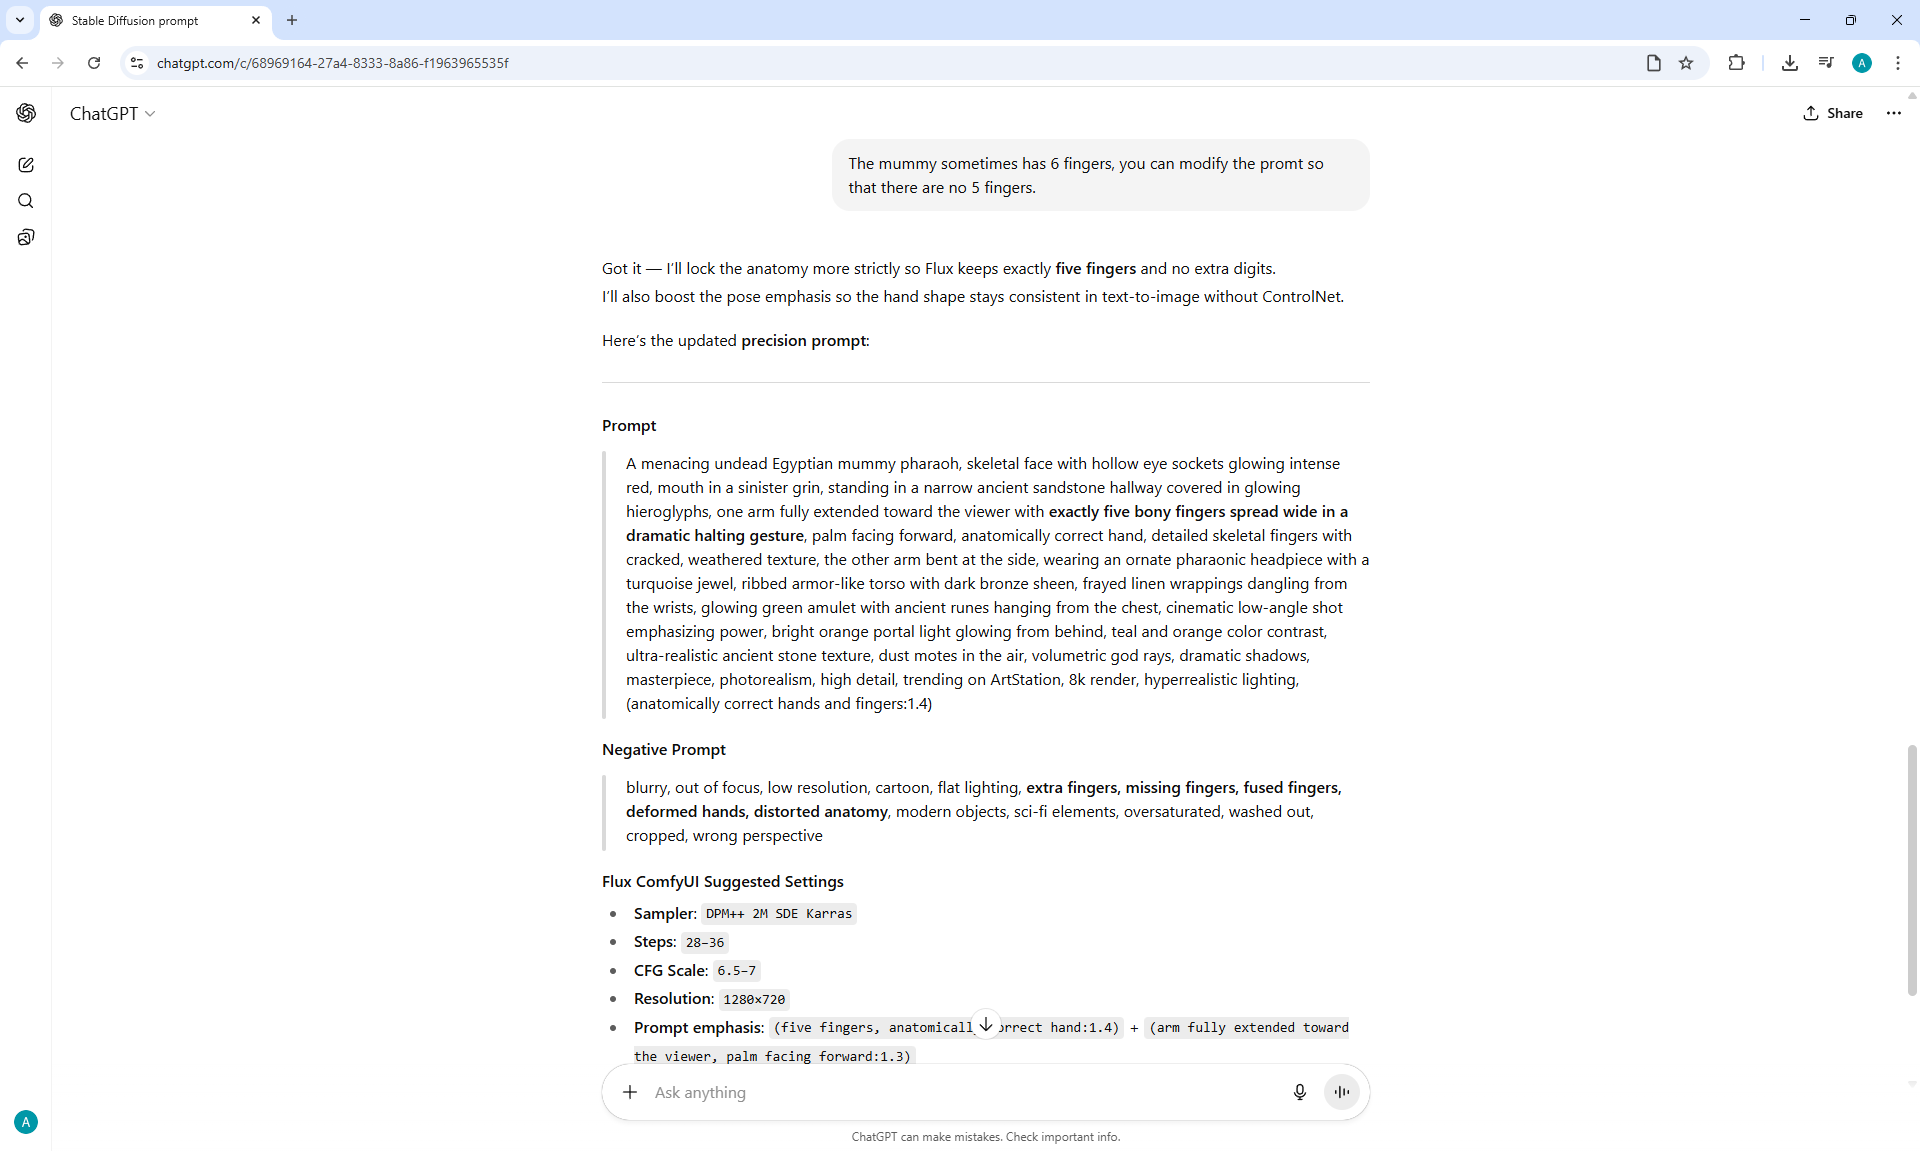 Stable Diffusion prompt
chatgpt.com/c/68969164-27a4-8333-8a86-f1963965535f
A
ChatGPT
Share
The mummy sometimes has 6 fingers, you can modify the promt so
that there are no 5 fingers.
Got it — I'll lock the anatomy more strictly so Flux keeps exactly five fingers and no extra digits.
I'll also boost the pose emphasis so the hand shape stays consistent in text-to-image without ControlNet.
Here's the updated precision prompt:
Prompt
A menacing undead Egyptian mummy pharaoh, skeletal face with hollow eye sockets glowing intense
red, mouth in a sinister grin, standing in a narrow ancient sandstone hallway covered in glowing
hieroglyphs, one arm fully extended toward the viewer with exactly five bony fingers spread wide in a
dramatic halting gesture, palm facing forward, anatomically correct hand, detailed skeletal fingers with
cracked, weathered texture, the other arm bent at the side, wearing an ornate pharaonic headpiece with a
turquoise jewel, ribbed armor-like torso with dark bronze sheen, frayed linen wrappings dangling from
the wrists, glowing green amulet with ancient runes hanging from the chest, cinematic low-angle shot
emphasizing power, bright orange portal light glowing from behind, teal and orange color contrast,
ultra-realistic ancient stone texture, dust motes in the air, volumetric god rays, dramatic shadows,
masterpiece, photorealism, high detail, trending on ArtStation, 8k render, hyperrealistic lighting,
(anatomically correct hands and fingers:1.4)
Negative Prompt
blurry, out of focus, low resolution, cartoon, flat lighting, extra fingers, missing fingers, fused fingers,
deformed hands, distorted anatomy, modern objects, sci-fi elements, oversaturated, washed out,
cropped, wrong perspective
Flux ComfyUI Suggested Settings
Sampler: DPM++ 2M SDE Karras
Steps: 28–36
CFG Scale: 6.5–7
Resolution: 1280×720
Prompt emphasis: (five fingers, anatomically correct hand:1.4) + (arm fully extended toward
the viewer, palm facing forward:1.3)
Ask anything
A
ChatGPT can make mistakes. Check important info.